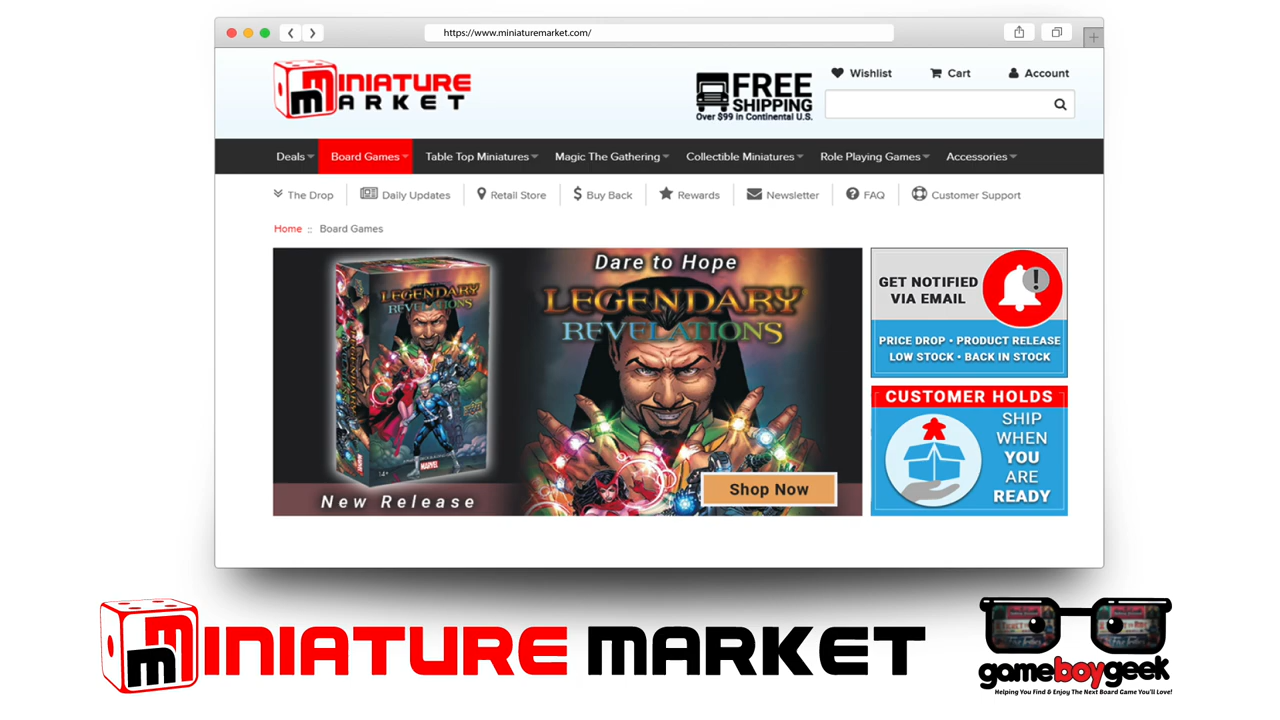 https://www.miniaturemarket.com/
MINIATURE
MARKET
FREE
SHIPPING
Over $99 in Continental U.S.
Wishlist Cart Account
Deals Board Games Table Top Miniatures Magic The Gathering Collectible Miniatures Role Playing Games Accessories
The Drop Daily Updates Retail Store $ Buy Back Rewards Newsletter ? FAQ Customer Support
Home :: Board Games
LEGENDARY
REVELATIONS
MARVEL
New Release
Dare to Hope
LEGENDARY
REVELATIONS
Shop Now
GET NOTIFIED
VIA EMAIL
!
PRICE DROP • PRODUCT RELEASE
LOW STOCK • BACK IN STOCK
CUSTOMER HOLDS
SHIP
WHEN
YOU
ARE
READY
MINIATURE MARKET
gameboygeek
Helping You Find & Enjoy The Next Board Game You'll Love!